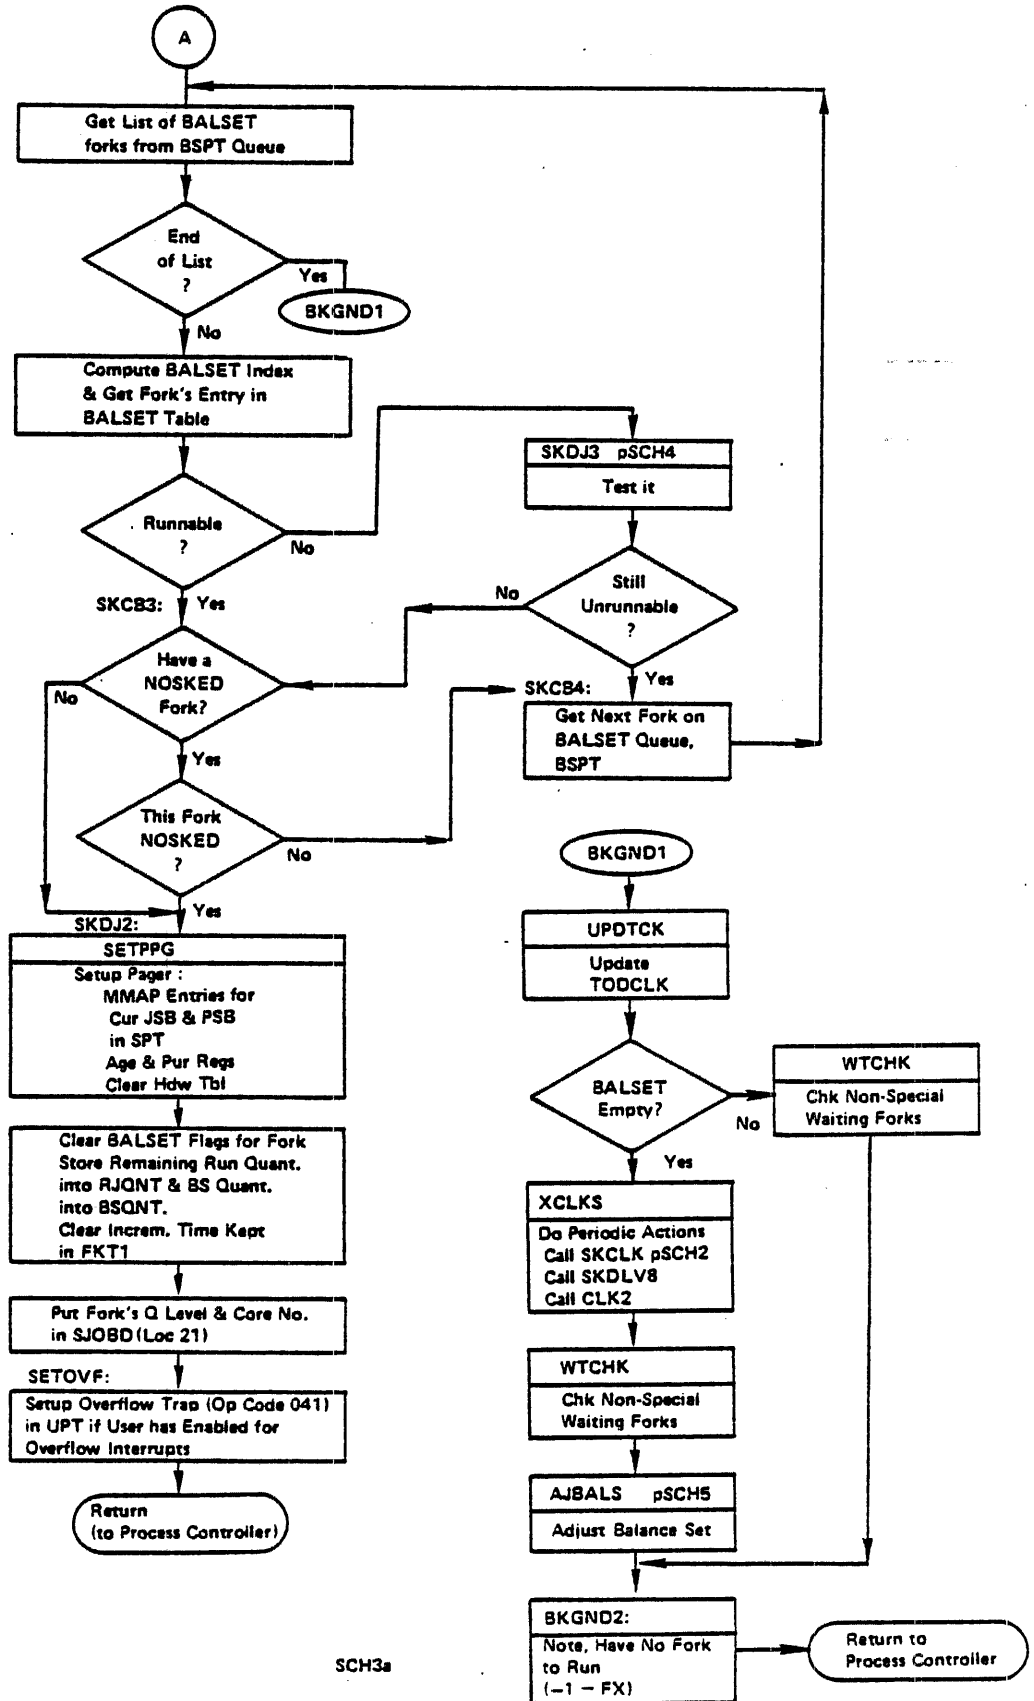 A
Get List of BALSET
forks from BSPT Queue
End
of List
?
Yes
BKGND1
No
Compute BALSET Index
& Get Fork's Entry in
BALSET Table
Runnable
?
No
SKDJ3 pSCH4
Test it
Still
Unrunnable
?
No
Yes
SKCB3:
Yes
Have a
NOSKED
Fork?
No
Yes
SKCB4:
Get Next Fork on
BALSET Queue,
BSPT
This Fork
NOSKED
?
No
Yes
SKDJ2:
SETPPG
Setup Pager :
MMAP Entries for
Cur JSB & PSB
in SPT
Age & Pur Regs
Clear Hdw Tbl
Clear BALSET Flags for Fork
Store Remaining Run Quant.
into RJQNT & BS Quant.
into BSQNT.
Clear Increm. Time Kept
in FKT1
Put Fork's Q Level & Core No.
in SJOBD (Loc 21)
SETOVF:
Setup Overflow Trap (Op Code 041)
in UPT if User has Enabled for
Overflow Interrupts
Return
(to Process Controller)
BKGND1
UPDTCK
Update
TODCLK
BALSET
Empty?
No
WTCHK
Chk Non-Special
Waiting Forks
Yes
XCLKS
Do Periodic Actions
Call SKCLK pSCH2
Call SKDLV8
Call CLK2
WTCHK
Chk Non-Special
Waiting Forks
AJBALS pSCH5
Adjust Balance Set
BKGND2:
Note, Have No Fork
to Run
(−1 − FX)
Return to
Process Controller
SCH3a